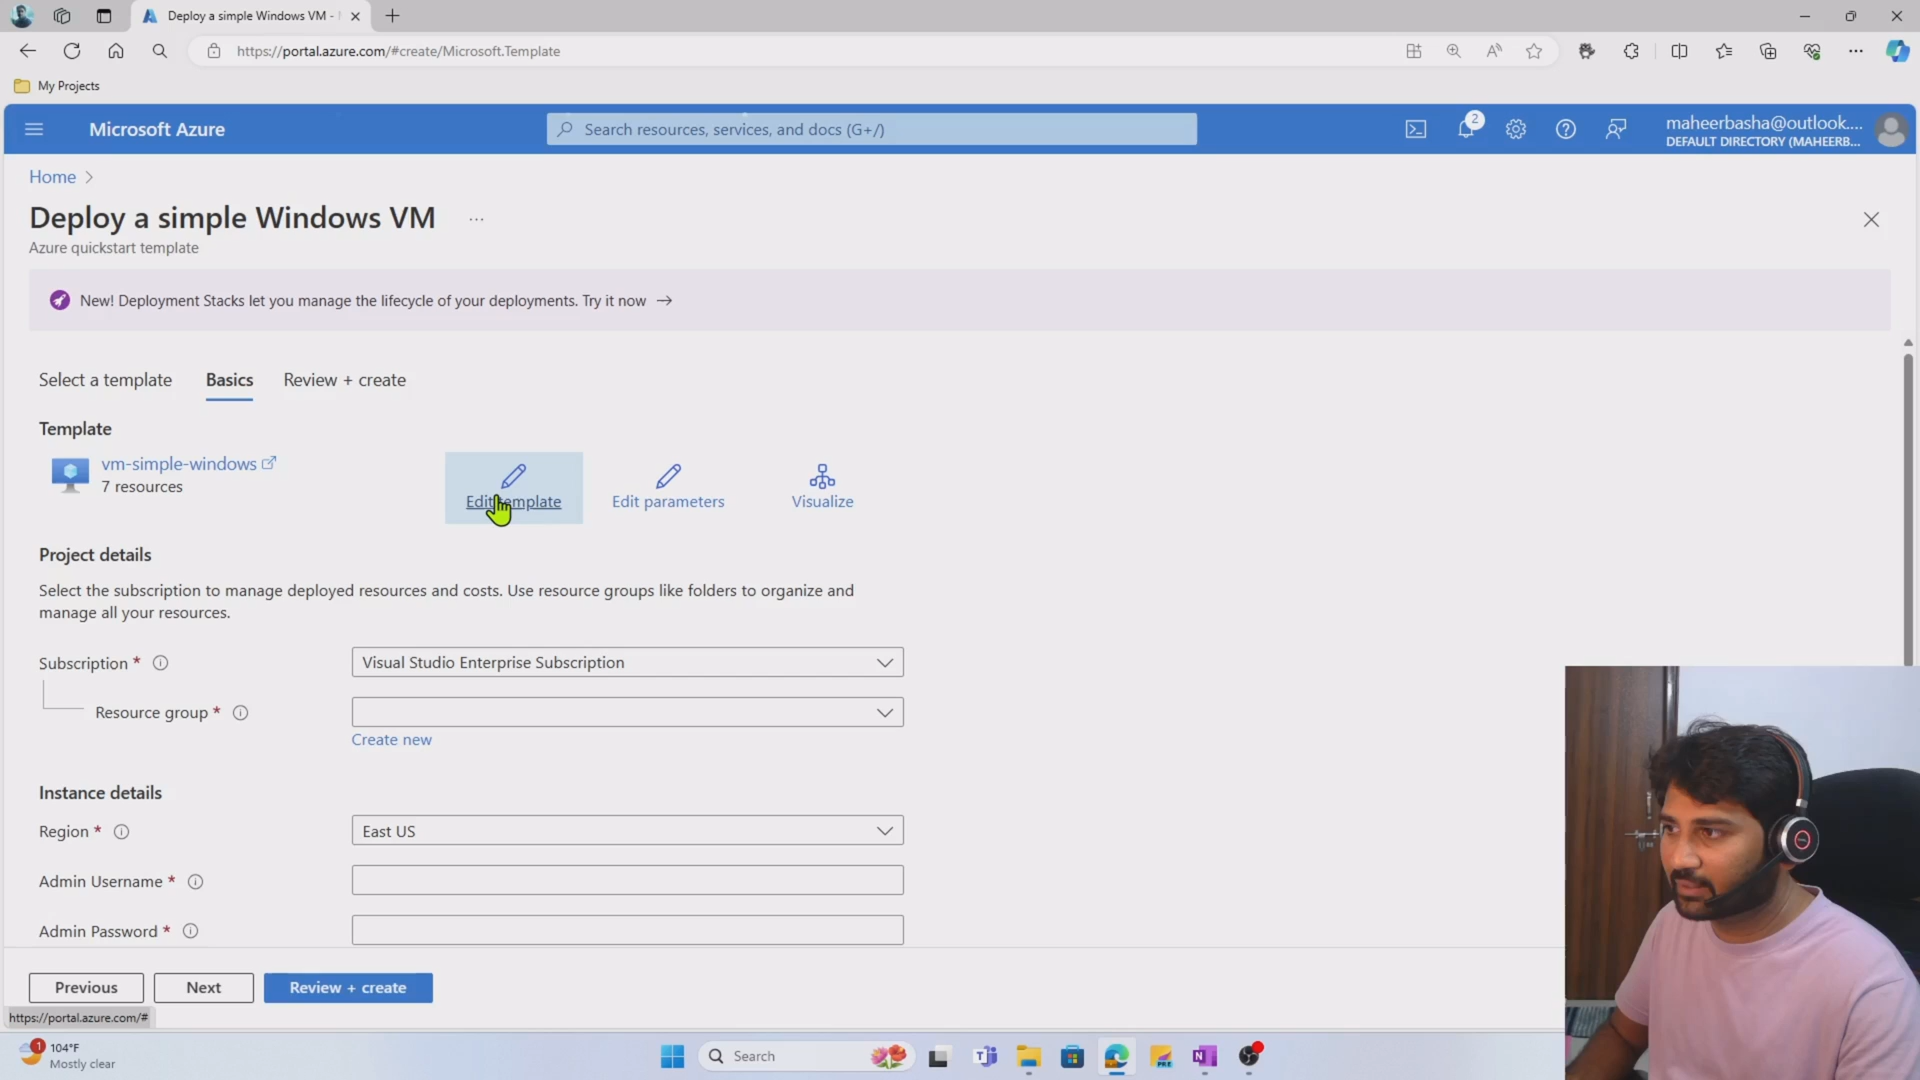 Deploy a simple Windows VM -
https://portal.azure.com/#create/Microsoft.Template
My Projects
Microsoft Azure
Search resources, services, and docs (G+/)
2
maheerbasha@outlook....
DEFAULT DIRECTORY (MAHEERB...
Home
Deploy a simple Windows VM
...
Azure quickstart template
New! Deployment Stacks let you manage the lifecycle of your deployments. Try it now →
Select a template
Basics
Review + create
Template
vm-simple-windows
7 resources
Edit template
Edit parameters
Visualize
Project details
Select the subscription to manage deployed resources and costs. Use resource groups like folders to organize and
manage all your resources.
Subscription *
Visual Studio Enterprise Subscription
Resource group *
Create new
Instance details
Region *
East US
Admin Username *
Admin Password *
Previous
Next
Review + create
https://portal.azure.com/#
1
104°F
Mostly clear
Search
PRE